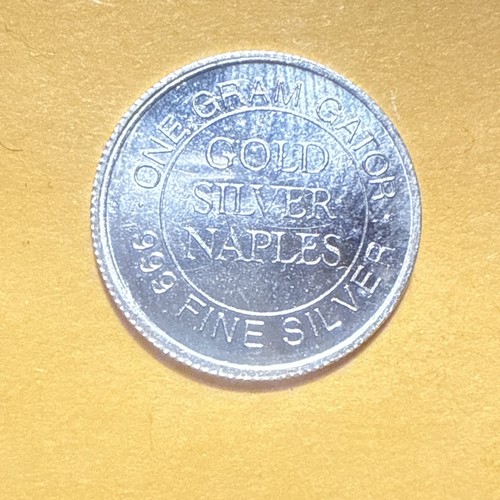 · ONE GRAM GATOR ·
GOLD
SILVER
NAPLES
999 FINE SILVER